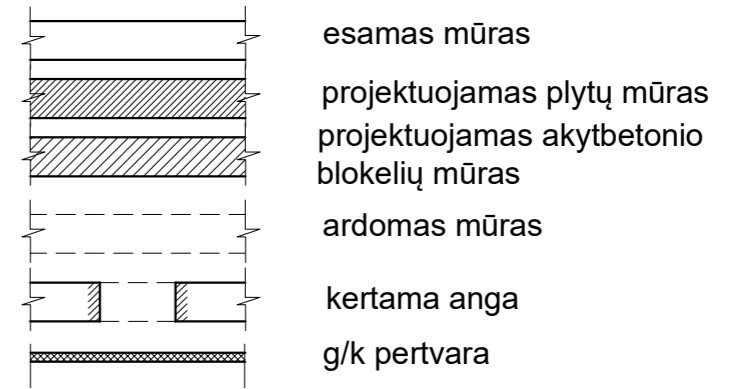 esamas mūras
projektuojamas plytų mūras
projektuojamas akytbetonio
blokelių mūras
ardomas mūras
kertama anga
g/k pertvara